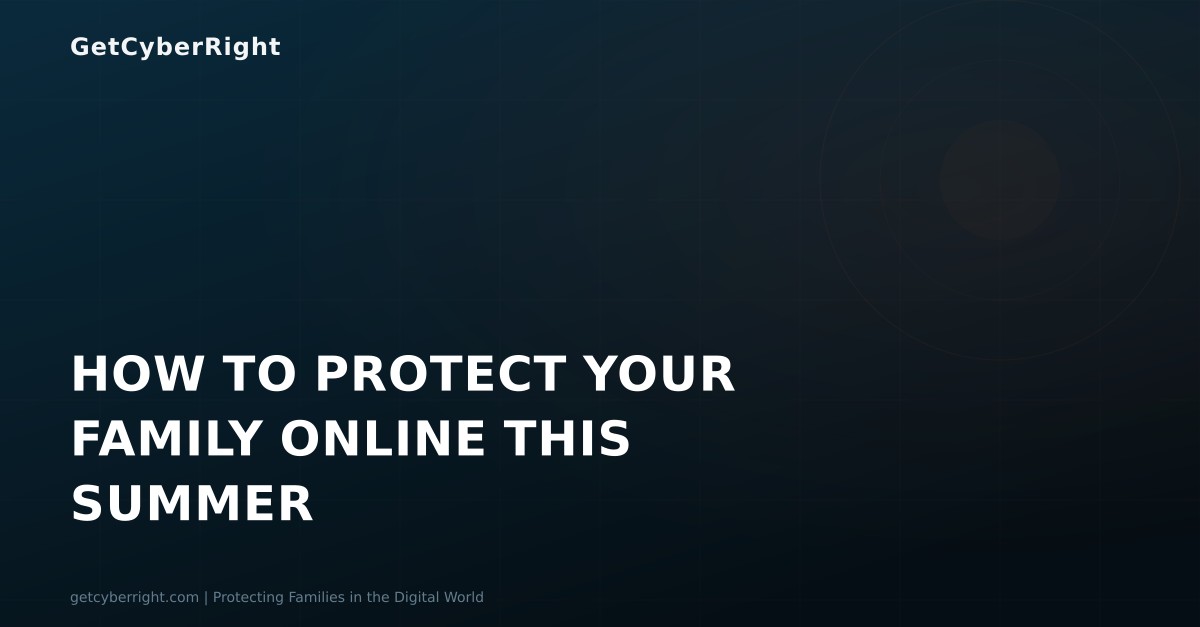 GetCyberRight
HOW TO PROTECT YOUR
FAMILY ONLINE THIS
SUMMER
getcyberright.com | Protecting Families in the Digital World